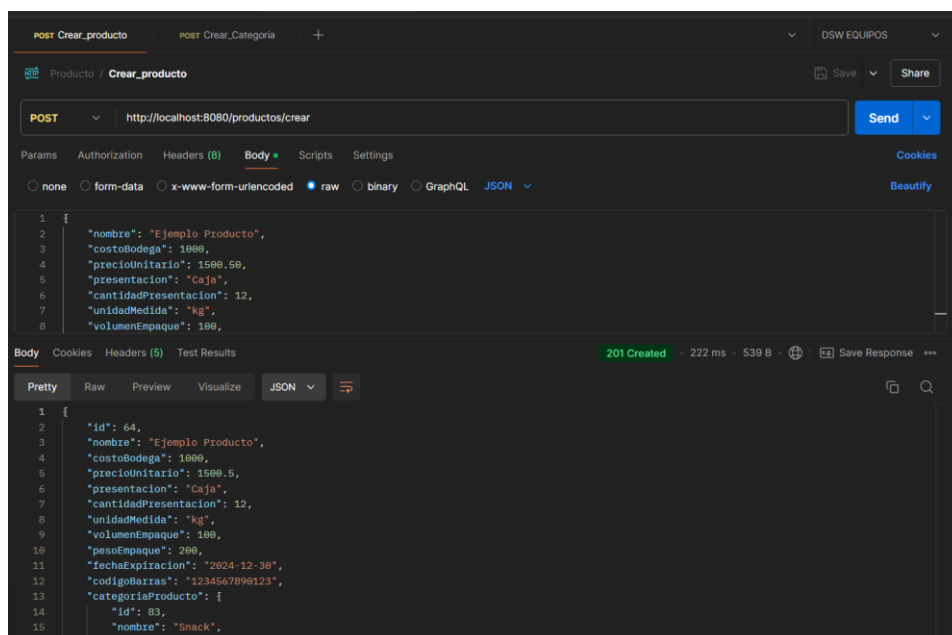 POST Crear_producto POST Crear_Categoria + DSW EQUIPOS
HTTP Producto / Crear_producto Save Share
POST http://localhost:8080/productos/crear Send
Params Authorization Headers (8) Body Scripts Settings Cookies
none form-data x-www-form-urlencoded raw binary GraphQL JSON Beautify
1 {
2 "nombre": "Ejemplo Producto",
3 "costoBodega": 1000,
4 "precioUnitario": 1500.50,
5 "presentacion": "Caja",
6 "cantidadPresentacion": 12,
7 "unidadMedida": "kg",
8 "volumenEmpaque": 100,
Body Cookies Headers (5) Test Results 201 Created 222 ms 539 B Save Response
Pretty Raw Preview Visualize JSON
1 {
2 "id": 64,
3 "nombre": "Ejemplo Producto",
4 "costoBodega": 1000,
5 "precioUnitario": 1500.5,
6 "presentacion": "Caja",
7 "cantidadPresentacion": 12,
8 "unidadMedida": "kg",
9 "volumenEmpaque": 100,
10 "pesoEmpaque": 200,
11 "fechaExpiracion": "2024-12-30",
12 "codigoBarras": "1234567890123",
13 "categoriaProducto": {
14 "id": 83,
15 "nombre": "Snack",